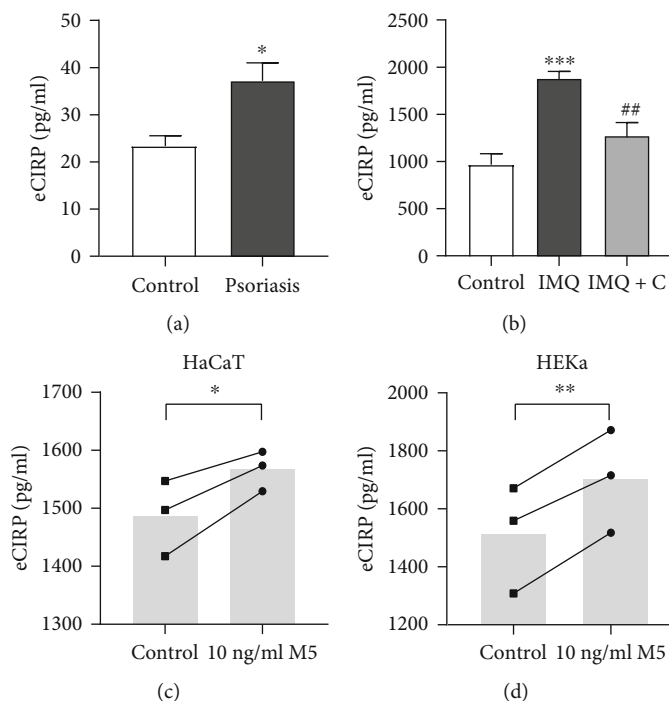 50
40
30
20
10
0
eCIRP (pg/ml)
*
Control
Psoriasis
(a)
2500
2000
1500
1000
500
0
eCIRP (pg/ml)
***
##
Control
IMQ
IMQ + C
(b)
HaCaT
1700
1600
1500
1400
1300
eCIRP (pg/ml)
*
Control
10 ng/ml M5
(c)
HEKa
2000
1800
1600
1400
1200
eCIRP (pg/ml)
**
Control
10 ng/ml M5
(d)